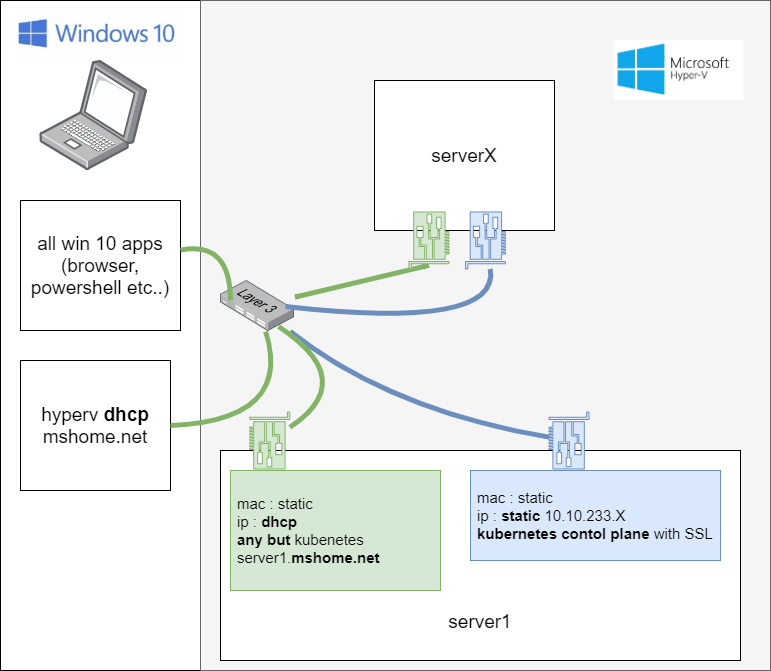 Windows 10
Microsoft
Hyper-V
serverX
all win 10 apps
(browser,
powershell etc..)
Layer 3
hyperv dhcp
mshome.net
mac : static
ip : dhcp
any but kubenetes
server1.mshome.net
mac : static
ip : static 10.10.233.X
kubernetes contol plane with SSL
server1